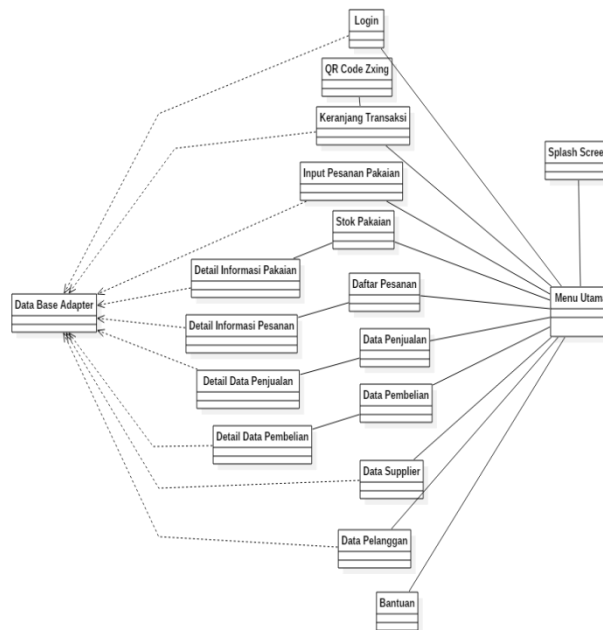 Login
QR Code Zxing
Keranjang Transaksi
Splash Scree
Input Pesanan Pakaian
Stok Pakaian
Detail Informasi Pakaian
Daftar Pesanan
Data Base Adapter
Menu Utam
Detail Informasi Pesanan
Data Penjualan
Detail Data Penjualan
Data Pembelian
Detail Data Pembelian
Data Supplier
Data Pelanggan
Bantuan